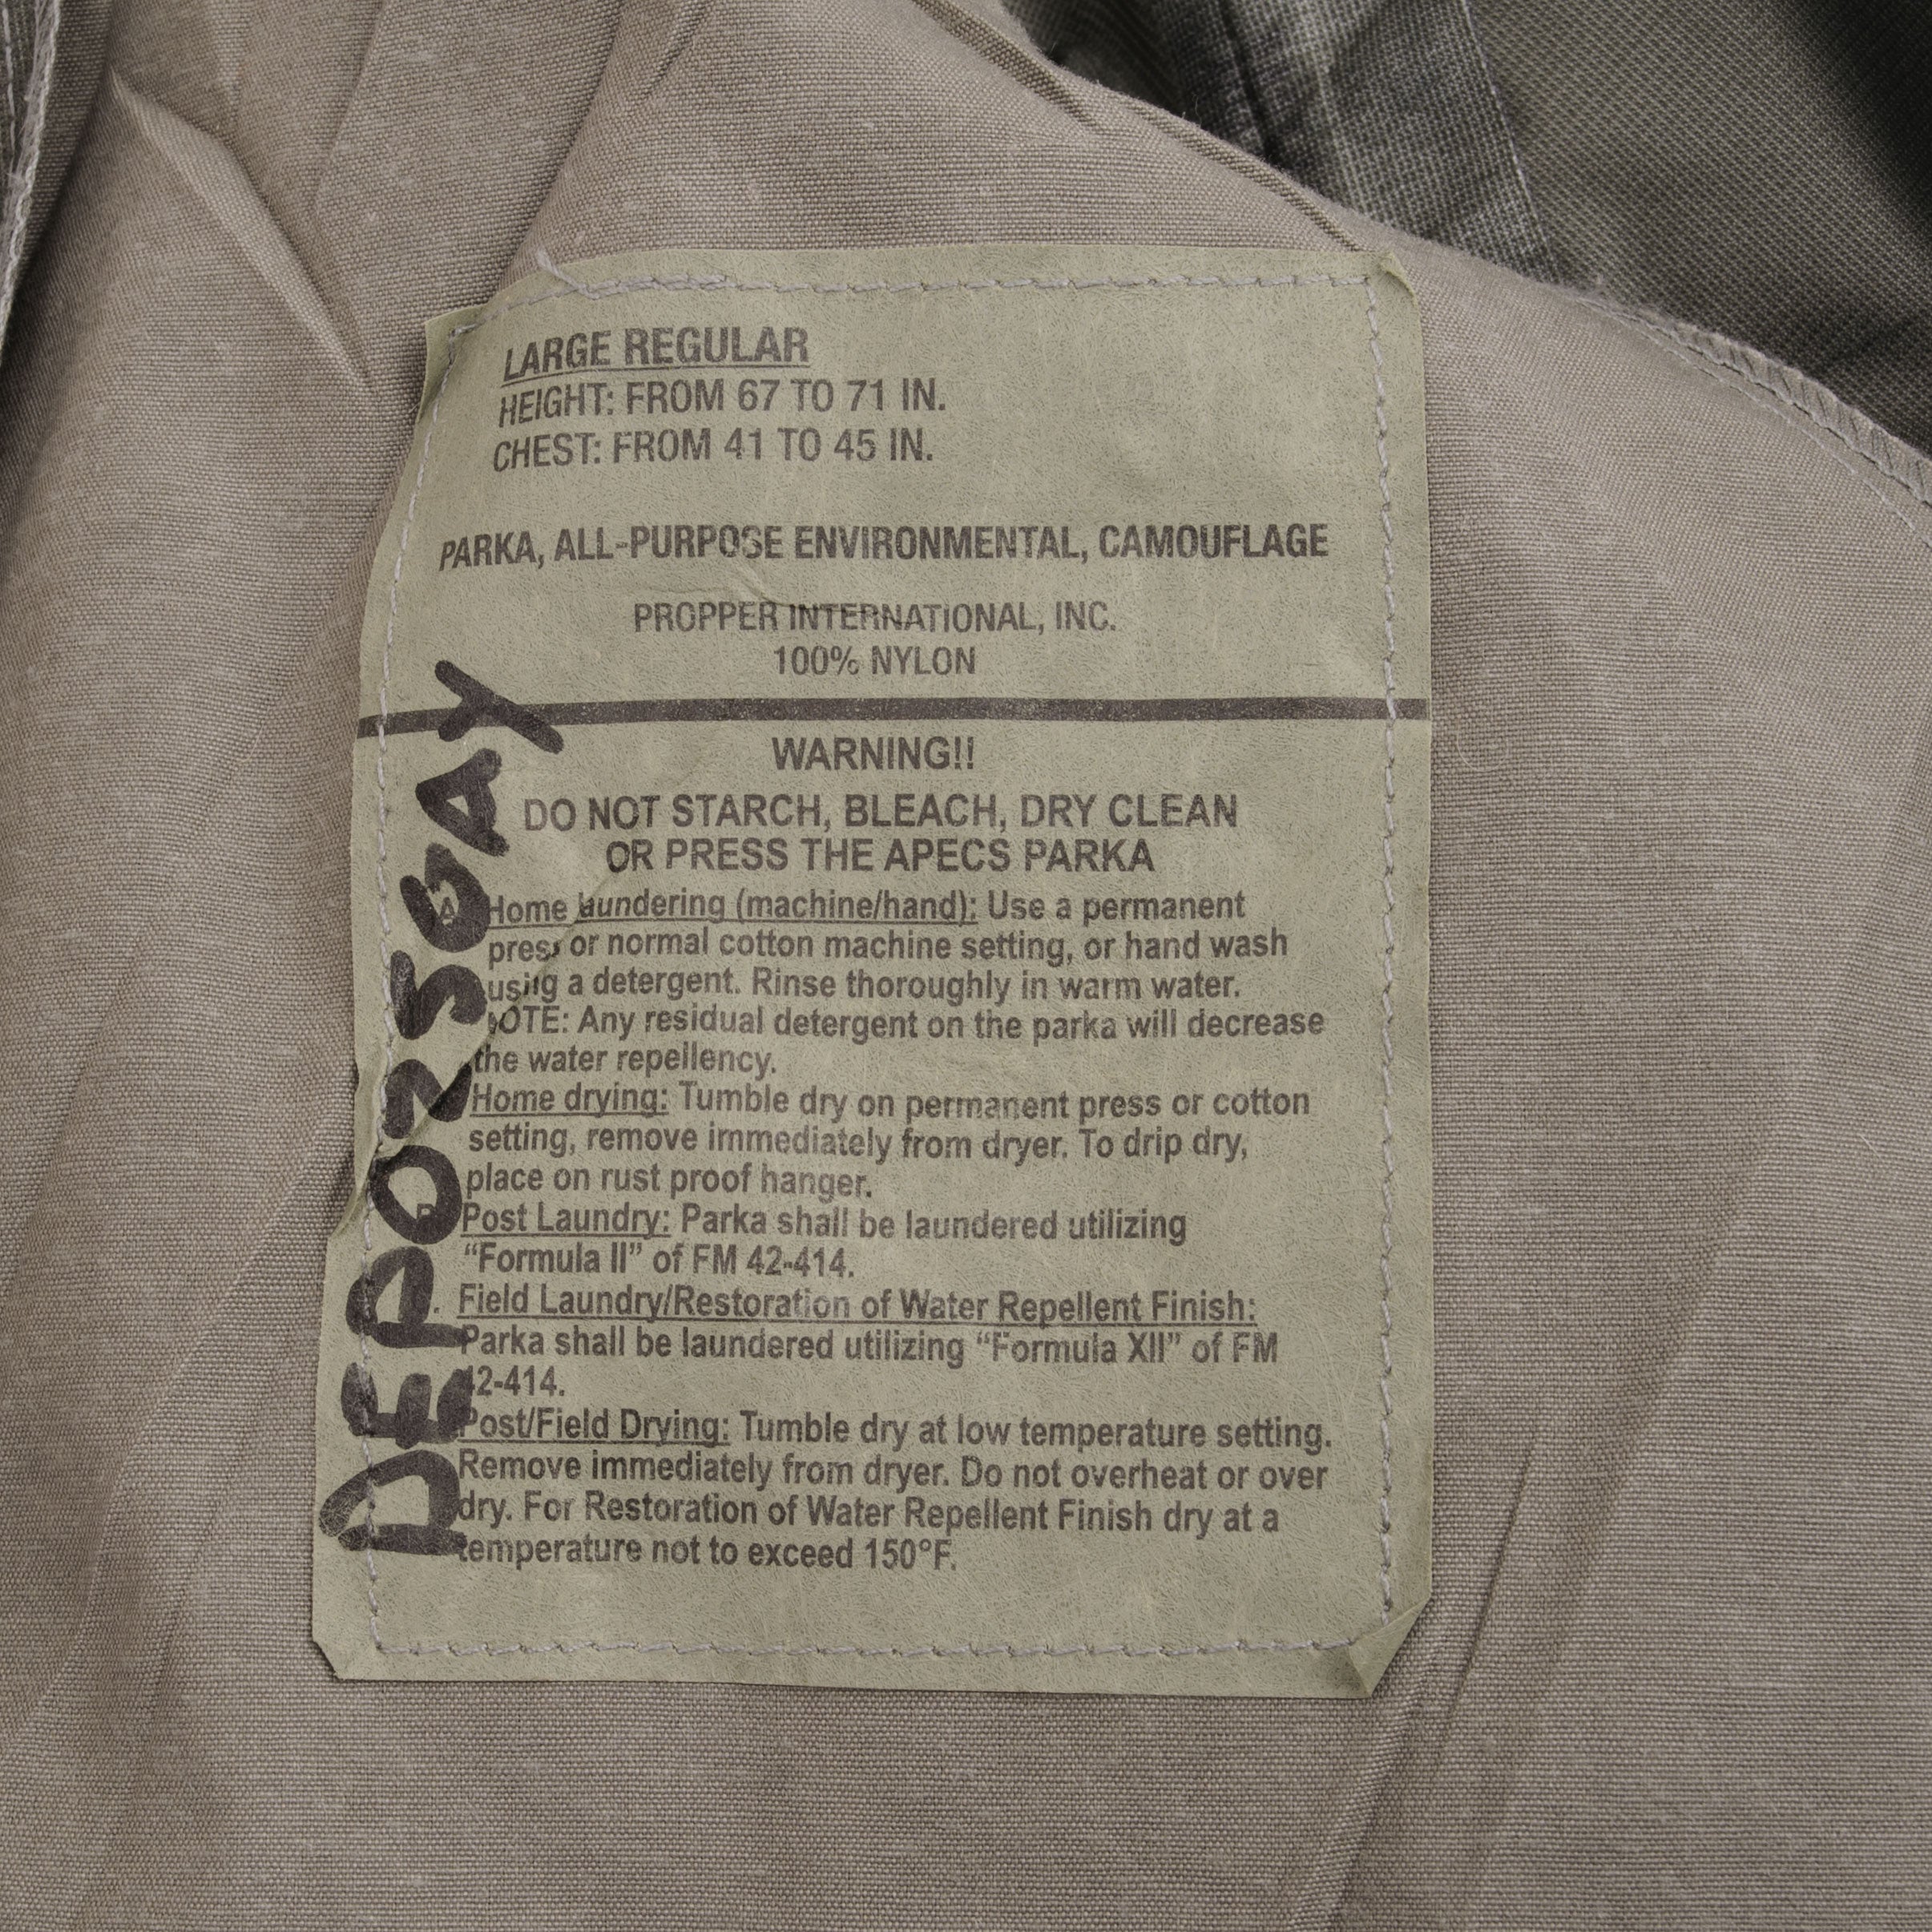 LARGE REGULAR
HEIGHT: FROM 67 TO 71 IN.
CHEST: FROM 41 TO 45 IN.
PARKA, ALL-PURPOSE ENVIRONMENTAL, CAMOUFLAGE
PROPPER INTERNATIONAL, INC.
100% NYLON
WARNING!!
DO NOT STARCH, BLEACH, DRY CLEAN
OR PRESS THE APECS PARKA
Home laundering (machine/hand): Use a permanent
press or normal cotton machine setting, or hand wash
using a detergent. Rinse thoroughly in warm water.
NOTE: Any residual detergent on the parka will decrease
the water repellency.
Home drying: Tumble dry on permanent press or cotton
setting, remove immediately from dryer. To drip dry,
place on rust proof hanger.
Post Laundry: Parka shall be laundered utilizing
“Formula II” of FM 42-414.
Field Laundry/Restoration of Water Repellent Finish:
Parka shall be laundered utilizing “Formula XII” of FM
42-414.
Post/Field Drying: Tumble dry at low temperature setting.
Remove immediately from dryer. Do not overheat or over
dry. For Restoration of Water Repellent Finish dry at a
temperature not to exceed 150°F.